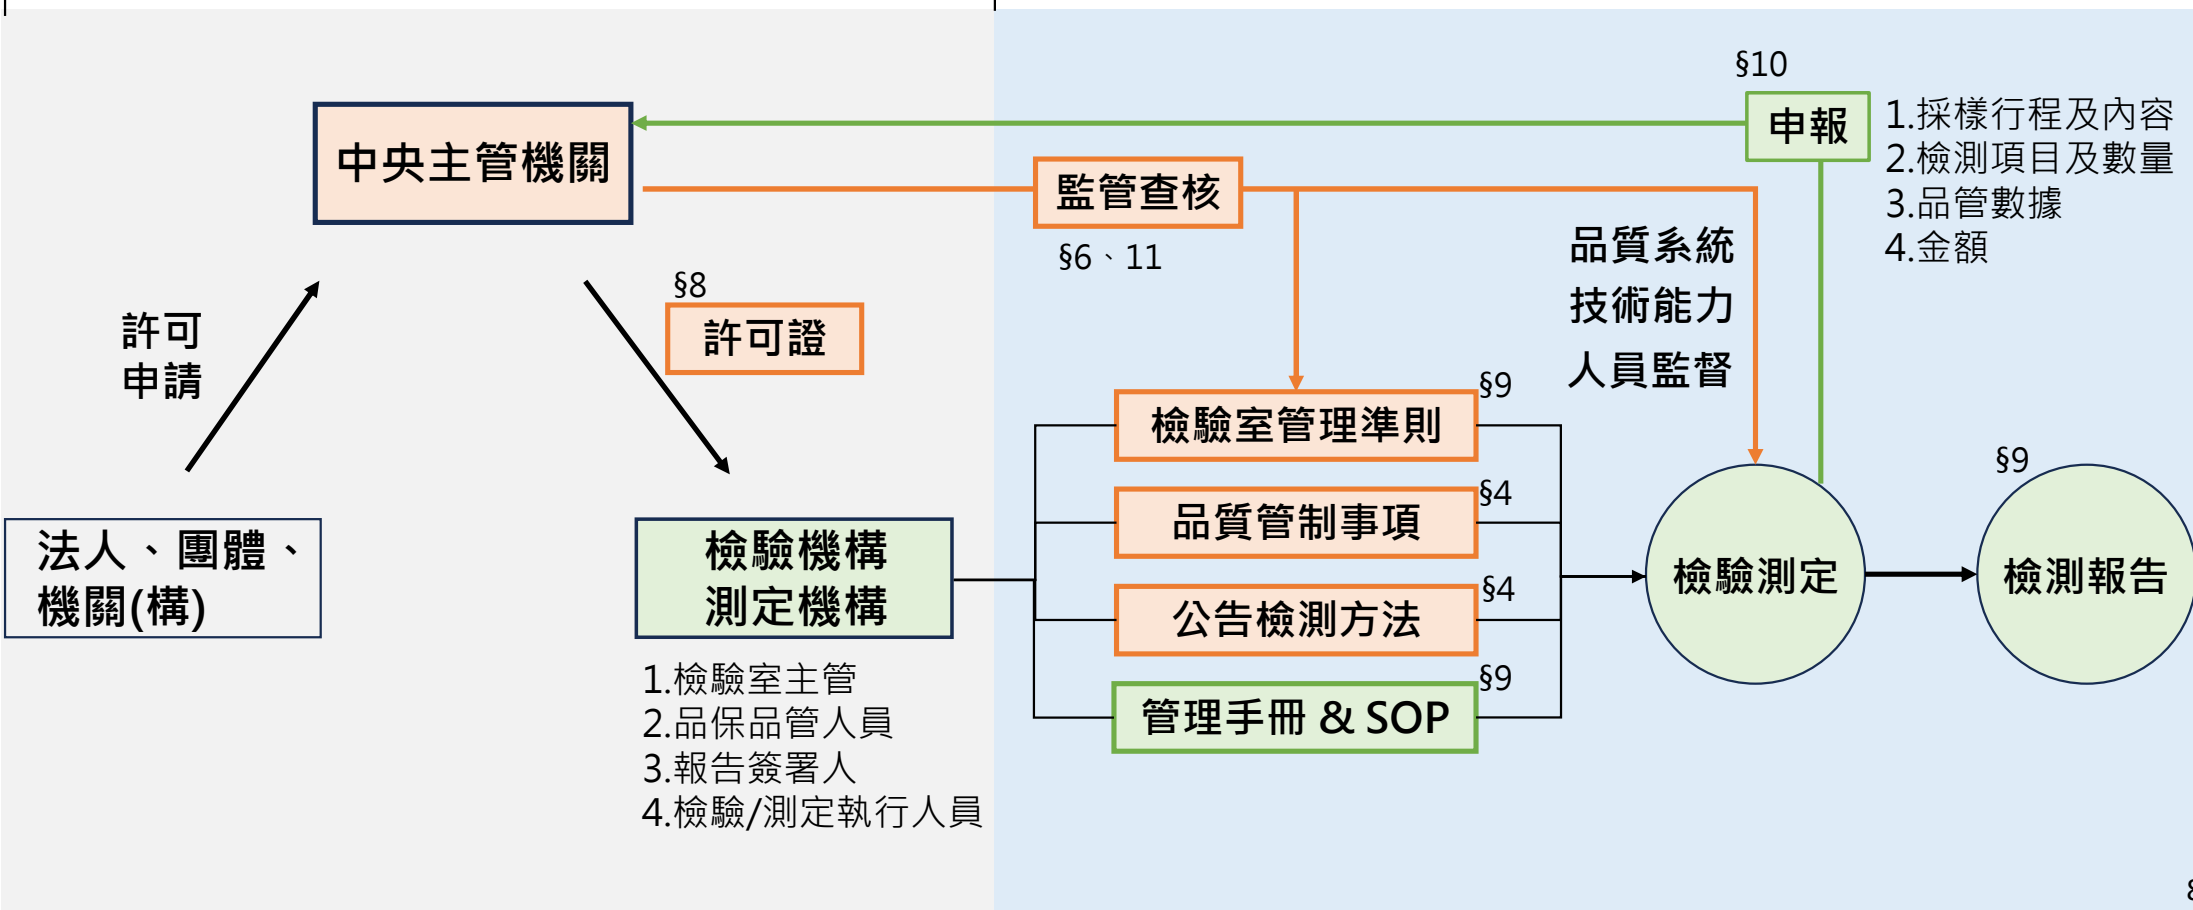 §10
申報
1.採樣行程及內容
2.檢測項目及數量
3.品管數據
4.金額
中央主管機關
監管查核
§6、11
品質系統
技術能力
人員監督
§8
許可證
許可
申請
§9
檢驗室管理準則
§4
品質管制事項
§4
公告檢測方法
§9
管理手冊 & SOP
法人、團體、
機關(構)
檢驗機構
測定機構
1.檢驗室主管
2.品保品管人員
3.報告簽署人
4.檢驗/測定執行人員
檢驗測定
§9
檢測報告